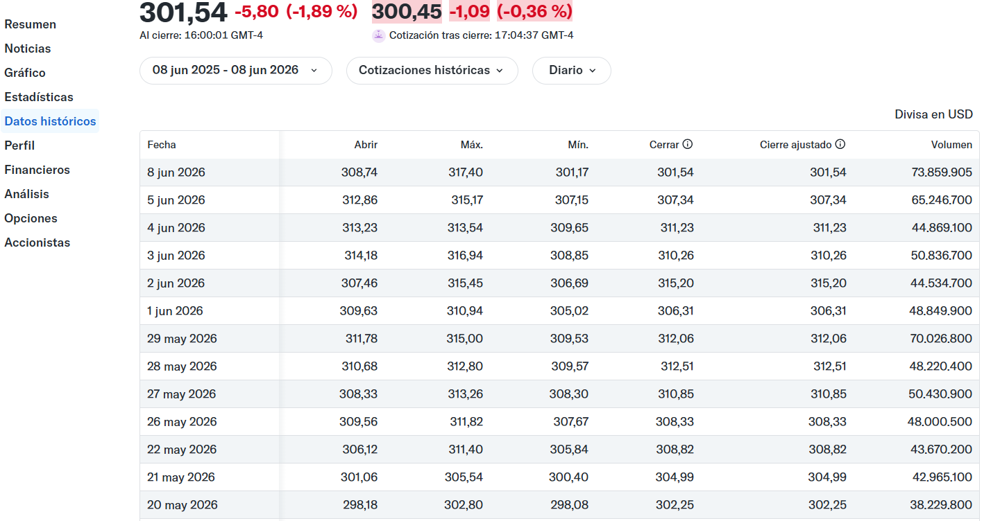 301,54 -5,80 (-1,89 %) 300,45 -1,09 (-0,36 %)
Al cierre: 16:00:01 GMT-4 Cotización tras cierre: 17:04:37 GMT-4
Resumen
Noticias
Gráfico
Estadísticas
Datos históricos
Perfil
Financieros
Análisis
Opciones
Accionistas
08 jun 2025 - 08 jun 2026 Cotizaciones históricas Diario
Divisa en USD
Fecha Abrir Máx. Mín. Cerrar Cierre ajustado Volumen
8 jun 2026 308,74 317,40 301,17 301,54 301,54 73.859.905
5 jun 2026 312,86 315,17 307,15 307,34 307,34 65.246.700
4 jun 2026 313,23 313,54 309,65 311,23 311,23 44.869.100
3 jun 2026 314,18 316,94 308,85 310,26 310,26 50.836.700
2 jun 2026 307,46 315,45 306,69 315,20 315,20 44.534.700
1 jun 2026 309,63 310,94 305,02 306,31 306,31 48.849.900
29 may 2026 311,78 315,00 309,53 312,06 312,06 70.026.800
28 may 2026 310,68 312,80 309,57 312,51 312,51 48.220.400
27 may 2026 308,33 313,26 308,30 310,85 310,85 50.430.900
26 may 2026 309,56 311,82 307,67 308,33 308,33 48.000.500
22 may 2026 306,12 311,40 305,84 308,82 308,82 43.670.200
21 may 2026 301,06 305,54 300,40 304,99 304,99 42.965.100
20 may 2026 298,18 302,80 298,08 302,25 302,25 38.229.800